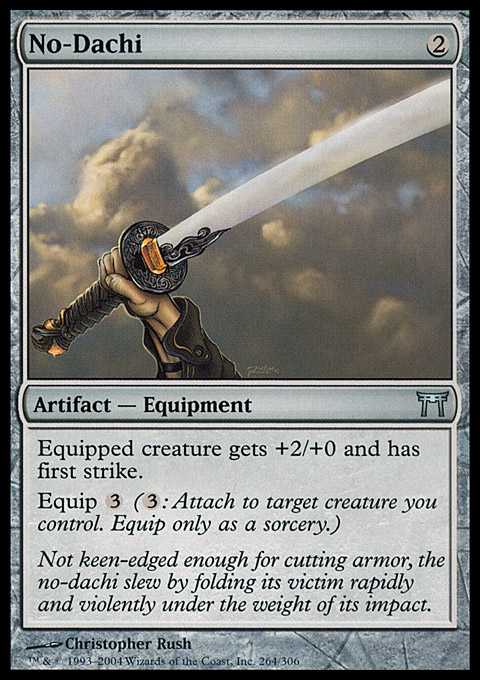 No-Dachi 2
Artifact — Equipment
Equipped creature gets +2/+0 and has
first strike.
Equip 3 (3: Attach to target creature you
control. Equip only as a sorcery.)
Not keen-edged enough for cutting armor, the
no-dachi slew by folding its victim rapidly
and violently under the weight of its impact.
Christopher Rush
™ & © 1993–2004 Wizards of the Coast, Inc. 264/306